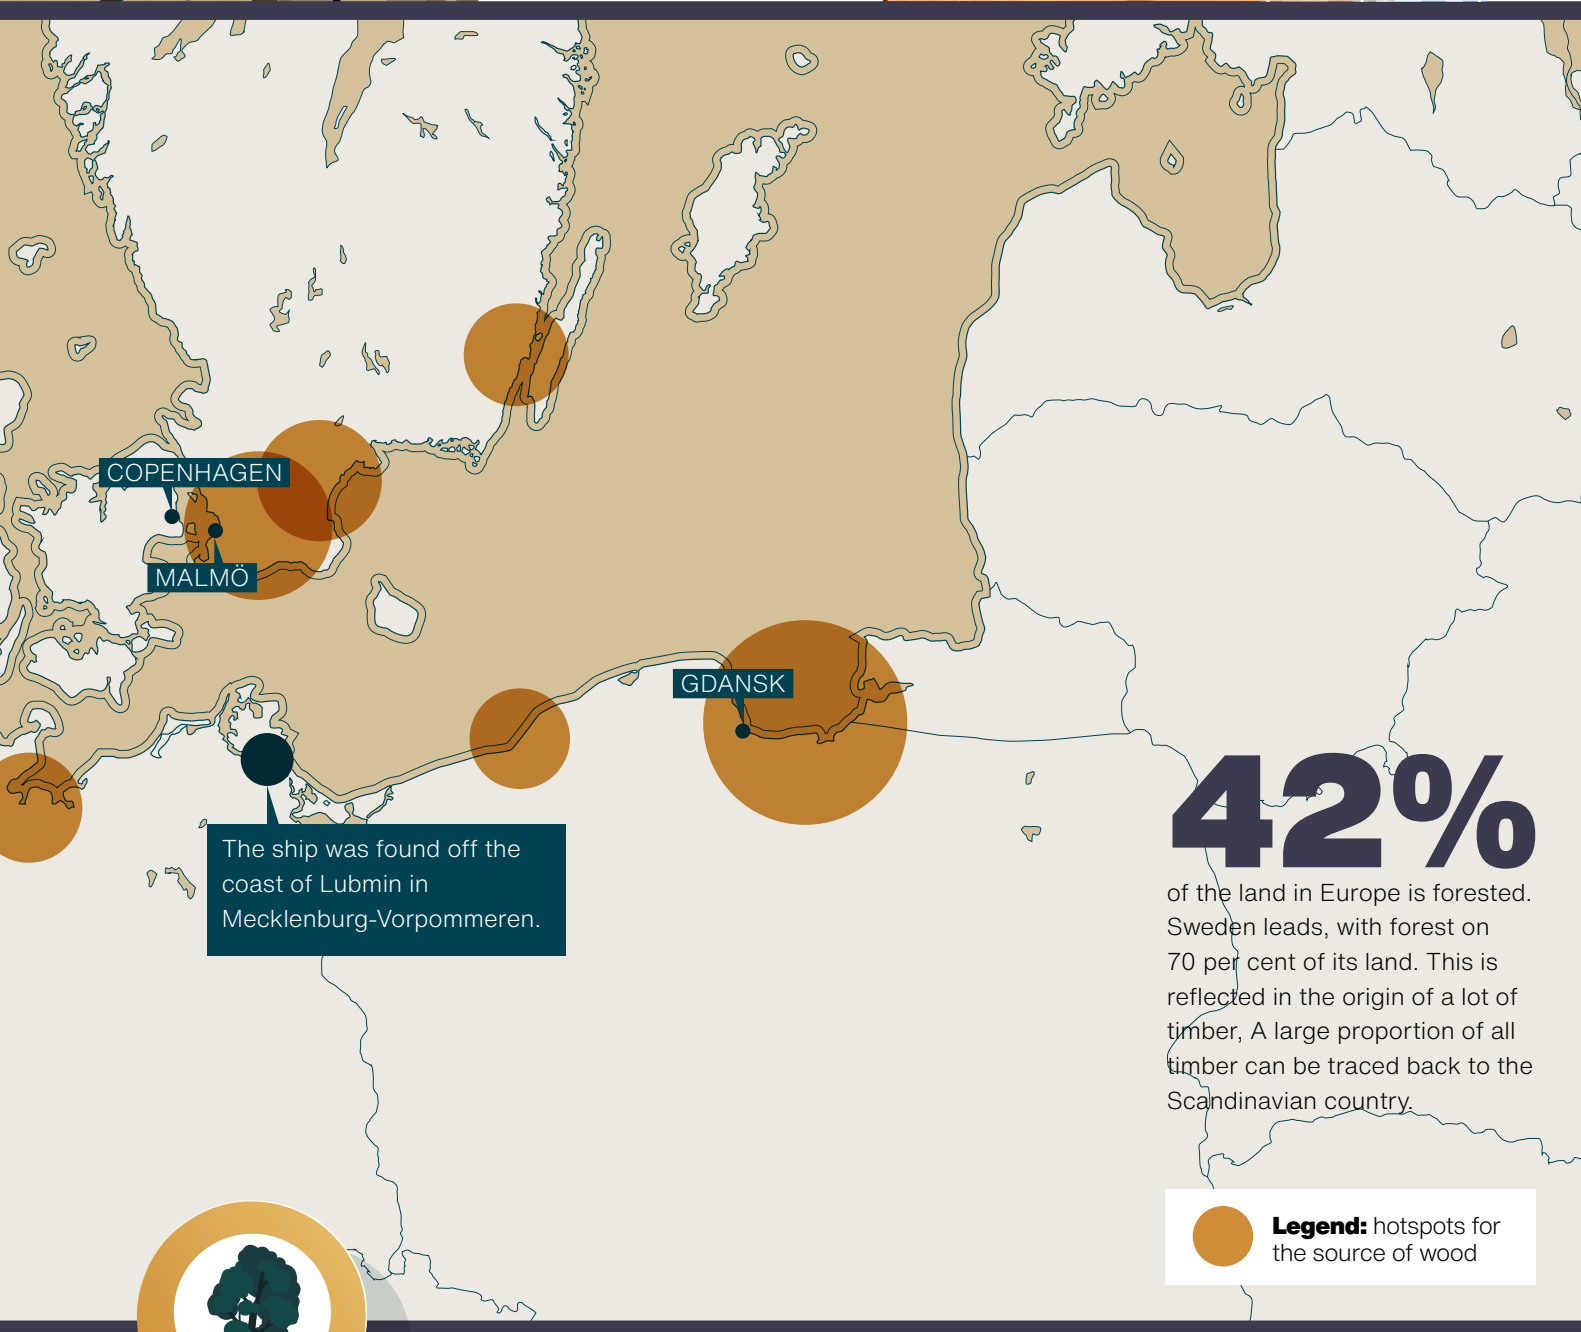 COPENHAGEN
MALMÖ
GDANSK
The ship was found off the
coast of Lubmin in
Mecklenburg-Vorpommeren.
42%
of the land in Europe is forested.
Sweden leads, with forest on
70 per cent of its land. This is
reflected in the origin of a lot of
timber, A large proportion of all
timber can be traced back to the
Scandinavian country.
Legend: hotspots for
the source of wood